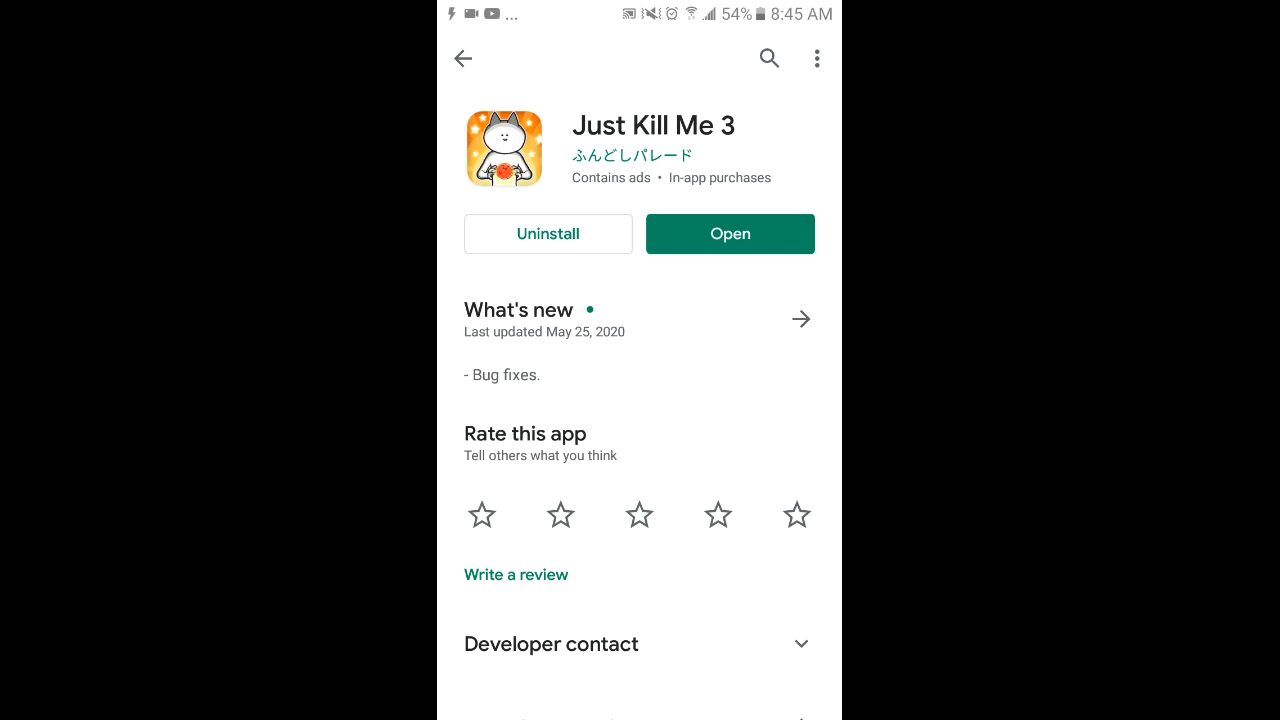 ... 54% 8:45 AM
Just Kill Me 3
ふんどしパレード
Contains ads • In-app purchases
Uninstall Open
What's new •
Last updated May 25, 2020
- Bug fixes.
Rate this app
Tell others what you think
Write a review
Developer contact